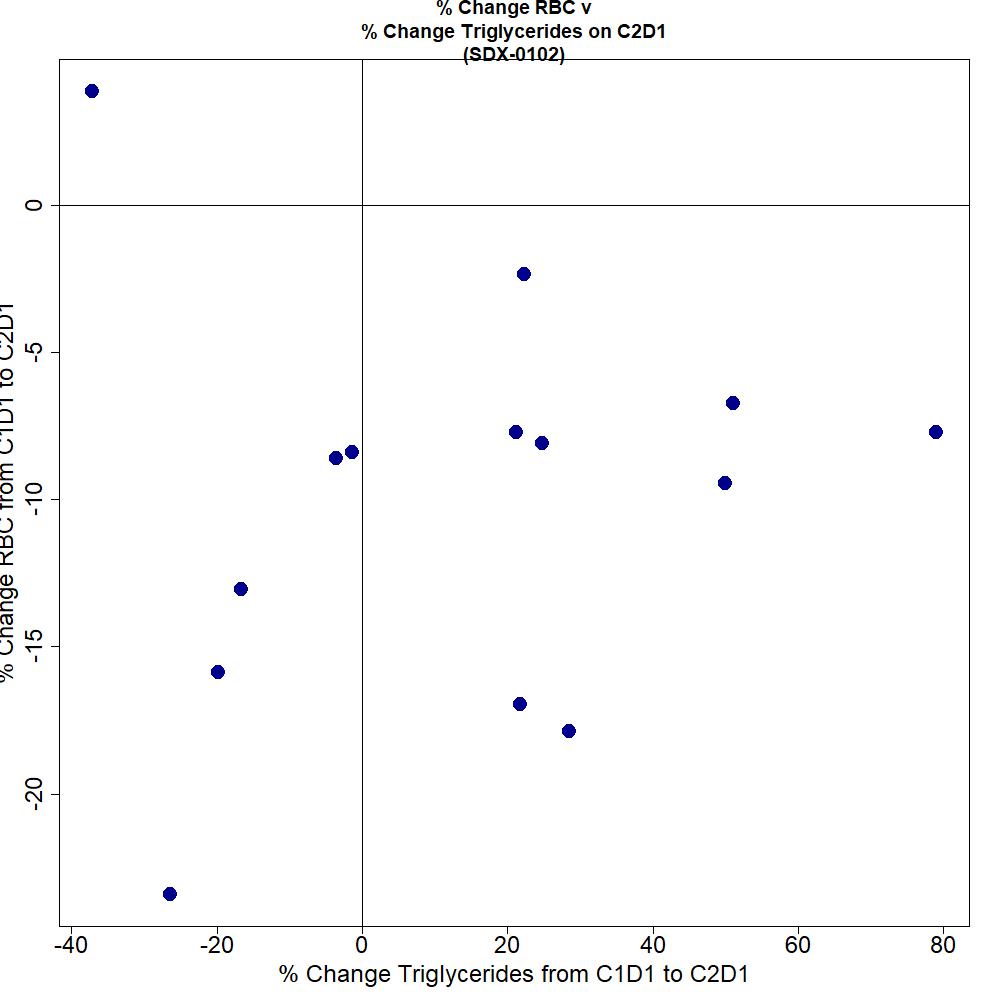 % Change RBC v
% Change Triglycerides on C2D1
(SDX-0102)
% Change RBC from C1D1 to C2D1
0
-5
-10
-15
-20
-40
-20
0
20
40
60
80
% Change Triglycerides from C1D1 to C2D1